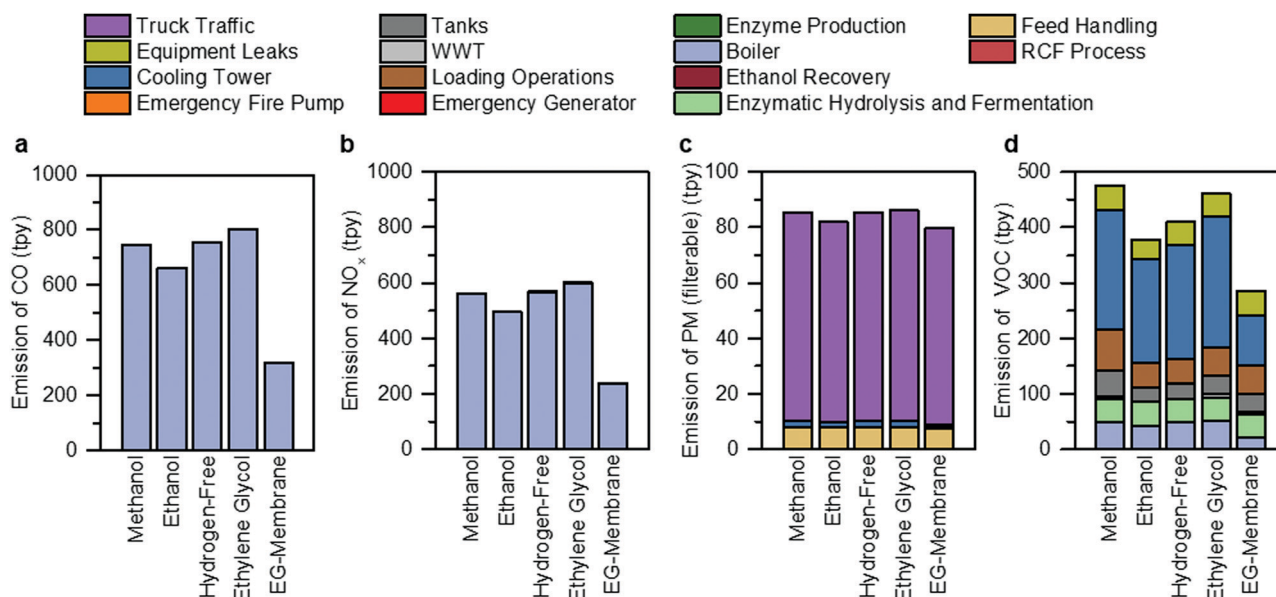 Truck Traffic
Tanks
Enzyme Production
Feed Handling
Equipment Leaks
WWT
Boiler
RCF Process
Cooling Tower
Loading Operations
Ethanol Recovery
Emergency Fire Pump
Emergency Generator
Enzymatic Hydrolysis and Fermentation
a
Emission of CO (tpy)
1000
800
600
400
200
0
Methanol
Ethanol
Hydrogen-Free
Ethylene Glycol
EG-Membrane
b
Emission of NOx (tpy)
1000
800
600
400
200
0
Methanol
Ethanol
Hydrogen-Free
Ethylene Glycol
EG-Membrane
c
Emission of PM (filterable) (tpy)
100
80
60
40
20
0
Methanol
Ethanol
Hydrogen-Free
Ethylene Glycol
EG-Membrane
d
Emission of VOC (tpy)
500
400
300
200
100
0
Methanol
Ethanol
Hydrogen-Free
Ethylene Glycol
EG-Membrane